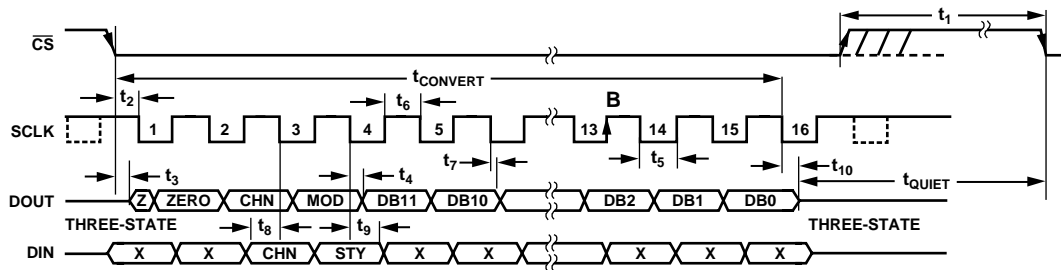 t1
CS
tCONVERT
t2
t6
B
SCLK
1 2 3 4 5 13 14 15 16
t7
t5
t10
t3
t4
tQUIET
DOUT
Z ZERO CHN MOD DB11 DB10 DB2 DB1 DB0
THREE-STATE
t8
t9
THREE-STATE
DIN
X X CHN STY X X X X X